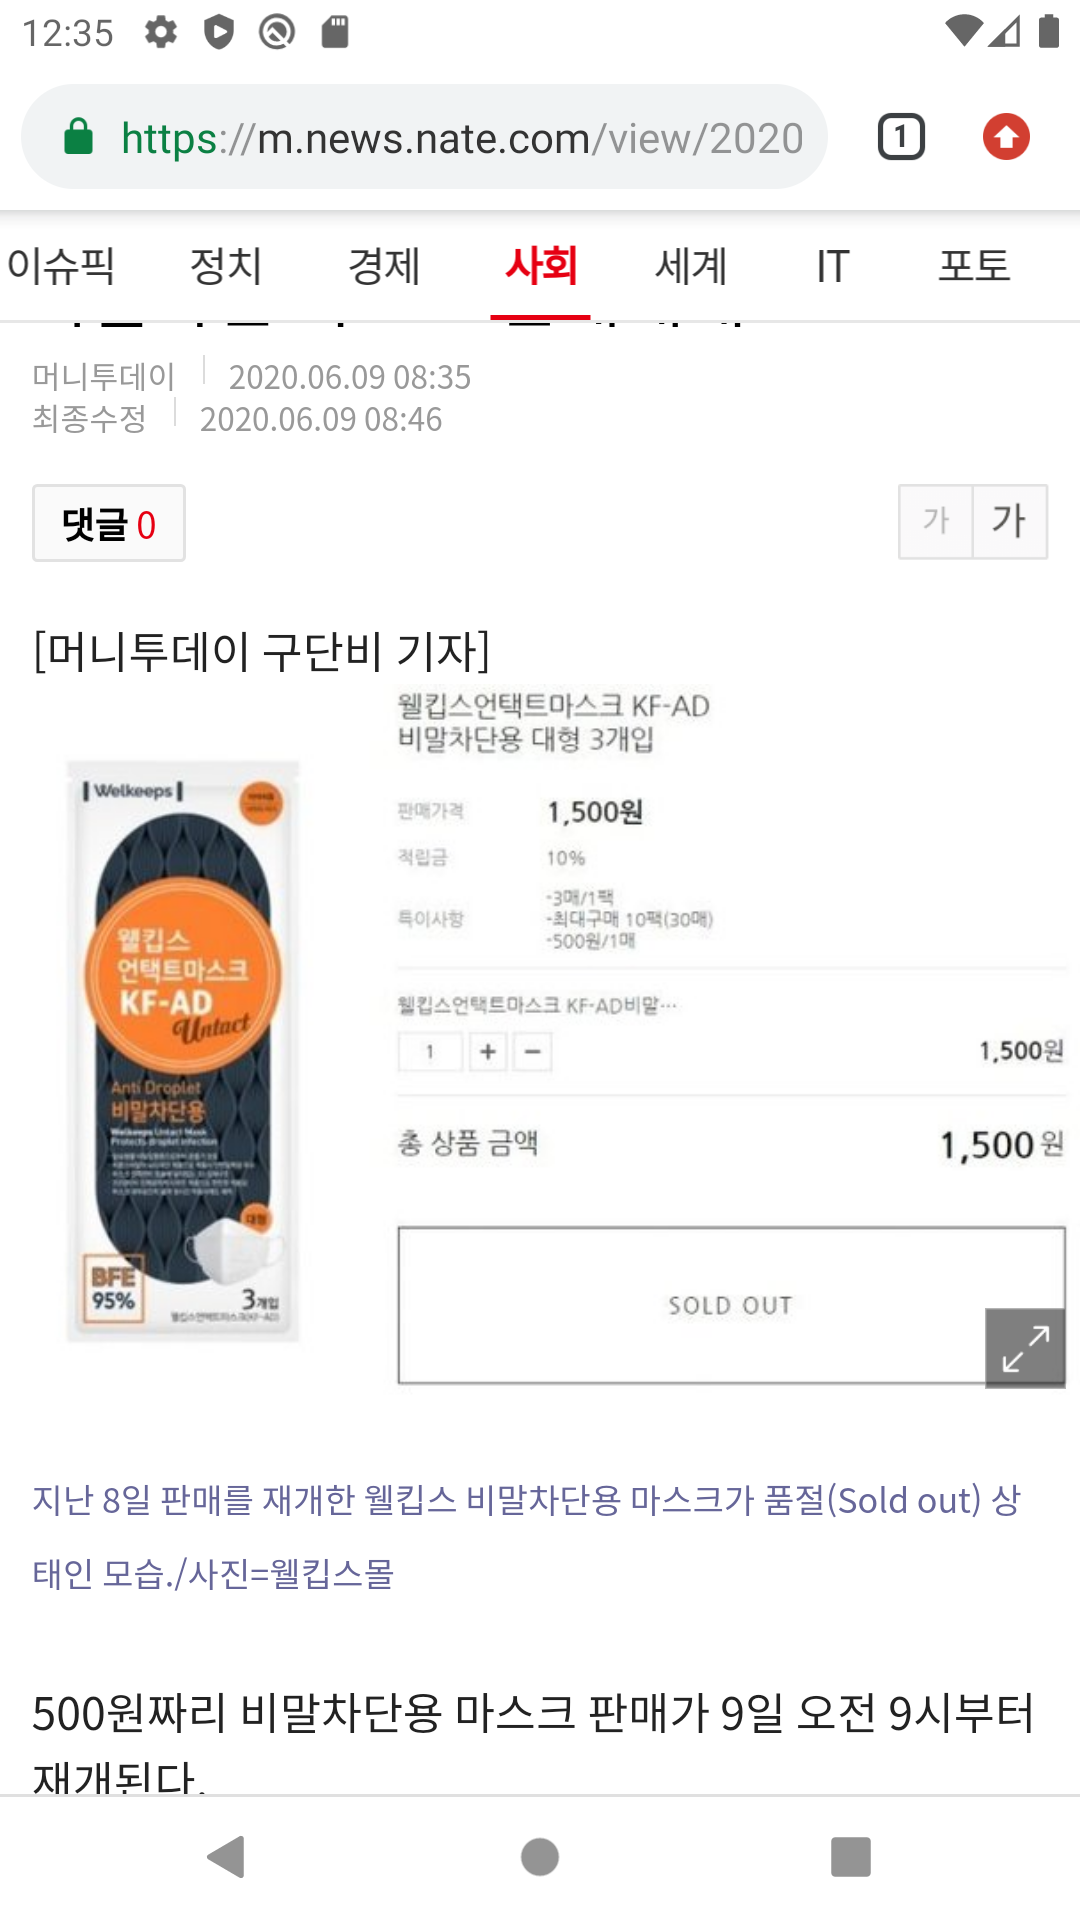 12:35
https://m.news.nate.com/view/2020
1
이슈픽 정치 경제 사회 세계 IT 포토
머니투데이 2020.06.09 08:35
최종수정 2020.06.09 08:46
댓글 0
가 가
[머니투데이 구단비 기자]
웰킵스언택트마스크 KF-AD
비말차단용 대형 3개입
판매가격 1,500원
적립금 10%
특이사항
-3매/1팩
-최대구매 10팩(30매)
-500원/1매
웰킵스언택트마스크 KF-AD비말…
1 + − 1,500원
총 상품 금액 1,500원
SOLD OUT
Welkeeps
웰킵스
언택트마스크
KF-AD
Untact
Anti Droplet
비말차단용
Welkeeps Untact Mask
Protects droplet infection
대형
BFE
95%
3개입
지난 8일 판매를 재개한 웰킵스 비말차단용 마스크가 품절(Sold out) 상
태인 모습./사진=웰킵스몰
500원짜리 비말차단용 마스크 판매가 9일 오전 9시부터
재개된다.